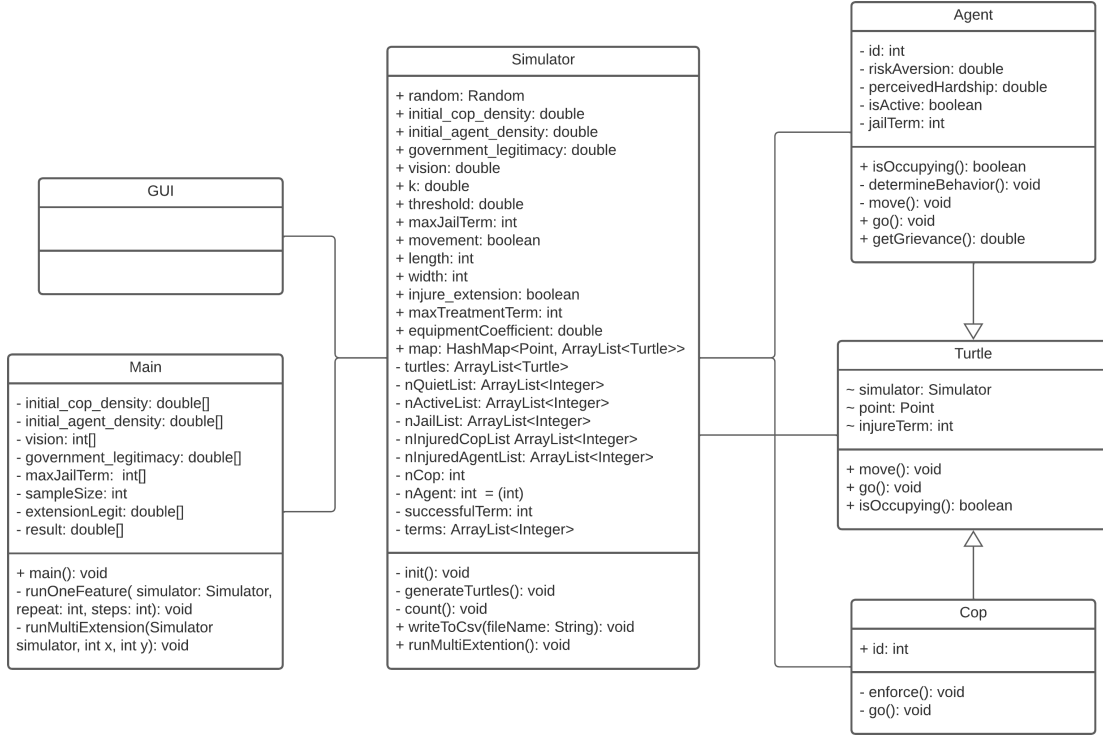 GUI
Main
- initial_cop_density: double[]
- initial_agent_density: double[]
- vision: int[]
- government_legitimacy: double[]
- maxJailTerm:  int[]
- sampleSize: int
- extensionLegit: double[]
- result: double[]
+ main(): void
- runOneFeature( simulator: Simulator,
repeat: int, steps: int): void
- runMultiExtension(Simulator
simulator, int x, int y): void
Simulator
+ random: Random
+ initial_cop_density: double
+ initial_agent_density: double
+ government_legitimacy: double
+ vision: double
+ k: double
+ threshold: double
+ maxJailTerm: int
+ movement: boolean
+ length: int
+ width: int
+ injure_extension: boolean
+ maxTreatmentTerm: int
+ equipmentCoefficient: double
+ map: HashMap<Point, ArrayList<Turtle>>
- turtles: ArrayList<Turtle>
- nQuietList: ArrayList<Integer>
- nActiveList: ArrayList<Integer>
- nJailList: ArrayList<Integer>
- nInjuredCopList ArrayList<Integer>
- nInjuredAgentList: ArrayList<Integer>
- nCop: int
- nAgent: int  = (int)
- successfulTerm: int
- terms: ArrayList<Integer>
- init(): void
- generateTurtles(): void
- count(): void
+ writeToCsv(fileName: String): void
+ runMultiExtention(): void
Agent
- id: int
- riskAversion: double
- perceivedHardship: double
- isActive: boolean
- jailTerm: int
+ isOccupying(): boolean
- determineBehavior(): void
- move(): void
+ go(): void
+ getGrievance(): double
Turtle
~ simulator: Simulator
~ point: Point
~ injureTerm: int
+ move(): void
+ go(): void
+ isOccupying(): boolean
Cop
+ id: int
- enforce(): void
- go(): void